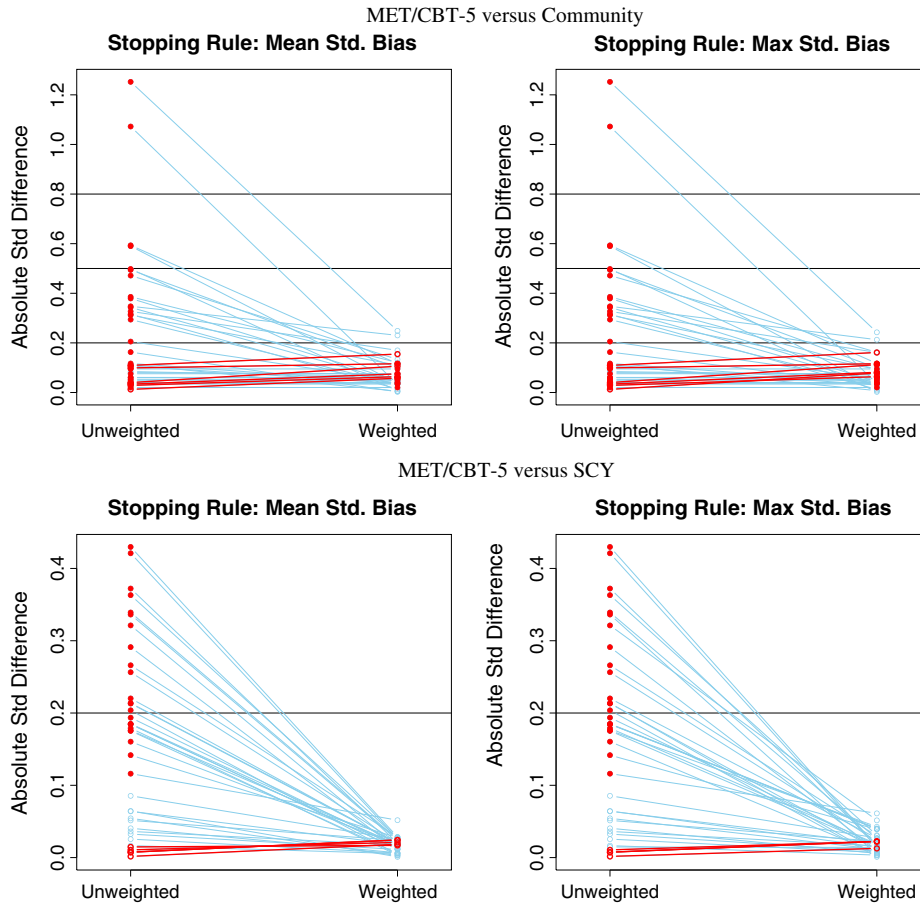 MET/CBT-5 versus Community
Stopping Rule: Mean Std. Bias
Stopping Rule: Max Std. Bias
Absolute Std Difference
0.0 0.2 0.4 0.6 0.8 1.0 1.2
Unweighted Weighted
Absolute Std Difference
0.0 0.2 0.4 0.6 0.8 1.0 1.2
Unweighted Weighted
MET/CBT-5 versus SCY
Stopping Rule: Mean Std. Bias
Stopping Rule: Max Std. Bias
Absolute Std Difference
0.0 0.1 0.2 0.3 0.4
Unweighted Weighted
Absolute Std Difference
0.0 0.1 0.2 0.3 0.4
Unweighted Weighted